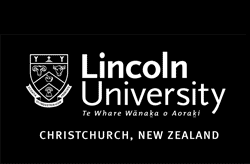 Lincoln
University
Te Whare Wānaka o Aoraki
CHRISTCHURCH, NEW ZEALAND